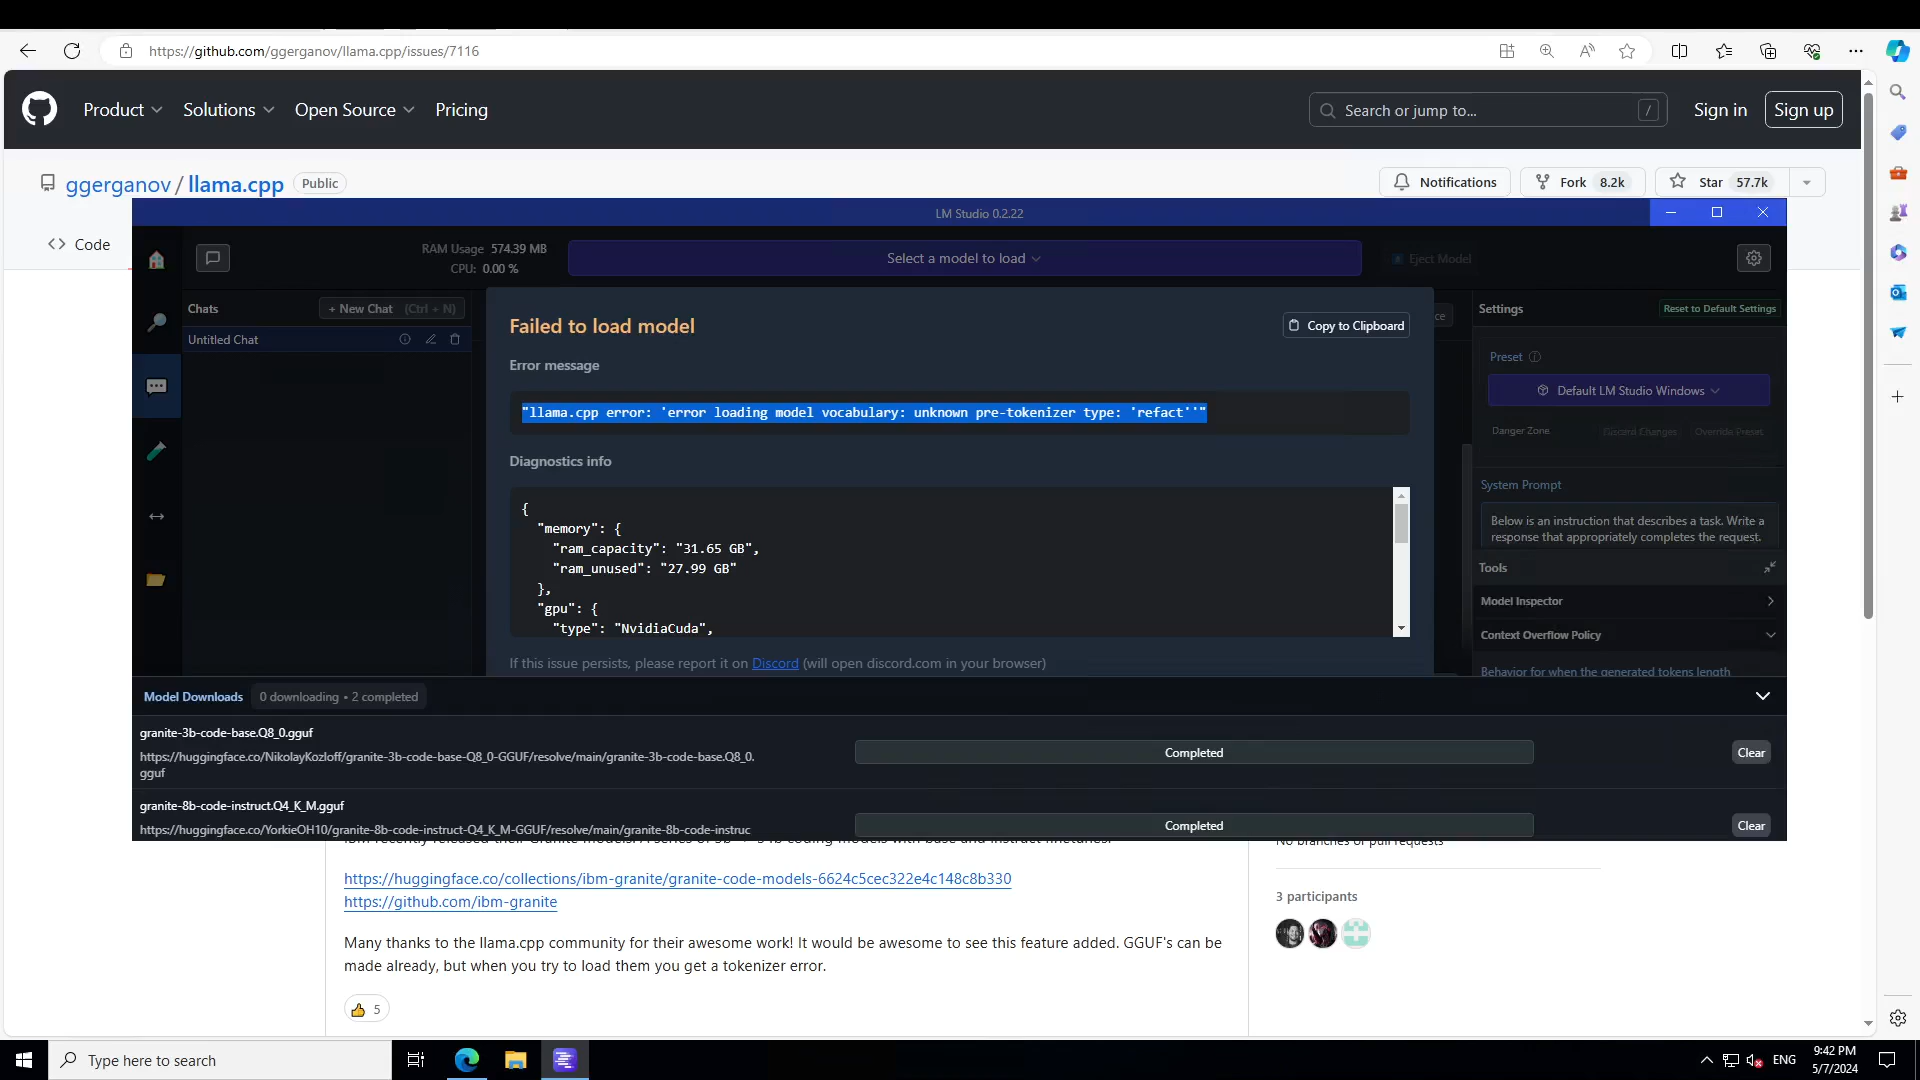 https://github.com/ggerganov/llama.cpp/issues/7116
Product
Solutions
Open Source
Pricing
Search or jump to...
/
Sign in
Sign up
ggerganov / llama.cpp
Public
Notifications
Fork 8.2k
Star 57.7k
Code
LM Studio 0.2.22
RAM Usage 574.39 MB
CPU: 0.00 %
Select a model to load
Eject Model
Chats
+ New Chat (Ctrl + N)
Untitled Chat
Failed to load model
Copy to Clipboard
Error message
"llama.cpp error: 'error loading model vocabulary: unknown pre-tokenizer type: 'refact''"
Diagnostics info
{
"memory": {
"ram_capacity": "31.65 GB",
"ram_unused": "27.99 GB"
},
"gpu": {
"type": "NvidiaCuda",
If this issue persists, please report it on Discord (will open discord.com in your browser)
Settings
Reset to Default Settings
Preset
Default LM Studio Windows
Danger Zone
Discard Changes
Override Preset
System Prompt
Below is an instruction that describes a task. Write a
response that appropriately completes the request.
Tools
Model Inspector
Context Overflow Policy
Behavior for when the generated tokens length
Model Downloads
0 downloading • 2 completed
granite-3b-code-base.Q8_0.gguf
https://huggingface.co/NikolayKozloff/granite-3b-code-base-Q8_0-GGUF/resolve/main/granite-3b-code-base.Q8_0.
gguf
Completed
Clear
granite-8b-code-instruct.Q4_K_M.gguf
https://huggingface.co/YorkieOH10/granite-8b-code-instruct-Q4_K_M-GGUF/resolve/main/granite-8b-code-instruc
Completed
Clear
No branches or pull requests
https://huggingface.co/collections/ibm-granite/granite-code-models-6624c5cec322e4c148c8b330
https://github.com/ibm-granite
3 participants
Many thanks to the llama.cpp community for their awesome work! It would be awesome to see this feature added. GGUF's can be
made already, but when you try to load them you get a tokenizer error.
5
Type here to search
ENG
9:42 PM
5/7/2024